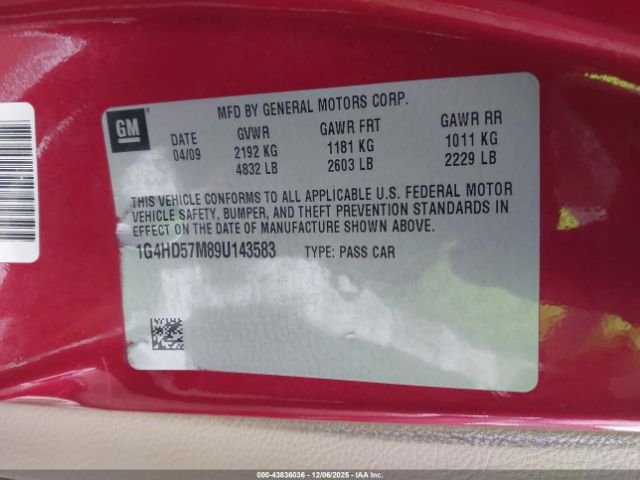 MFD BY GENERAL MOTORS CORP.
GM
DATE GVWR GAWR FRT GAWR RR
04/09 2192 KG 1181 KG 1011 KG
4832 LB 2603 LB 2229 LB
THIS VEHICLE CONFORMS TO ALL APPLICABLE U.S. FEDERAL MOTOR
VEHICLE SAFETY, BUMPER, AND THEFT PREVENTION STANDARDS IN
EFFECT ON THE DATE OF MANUFACTURE SHOWN ABOVE.
1G4HD57M89U143583 TYPE: PASS CAR
000-43836036 - 12/06/2025 - IAAI.COM